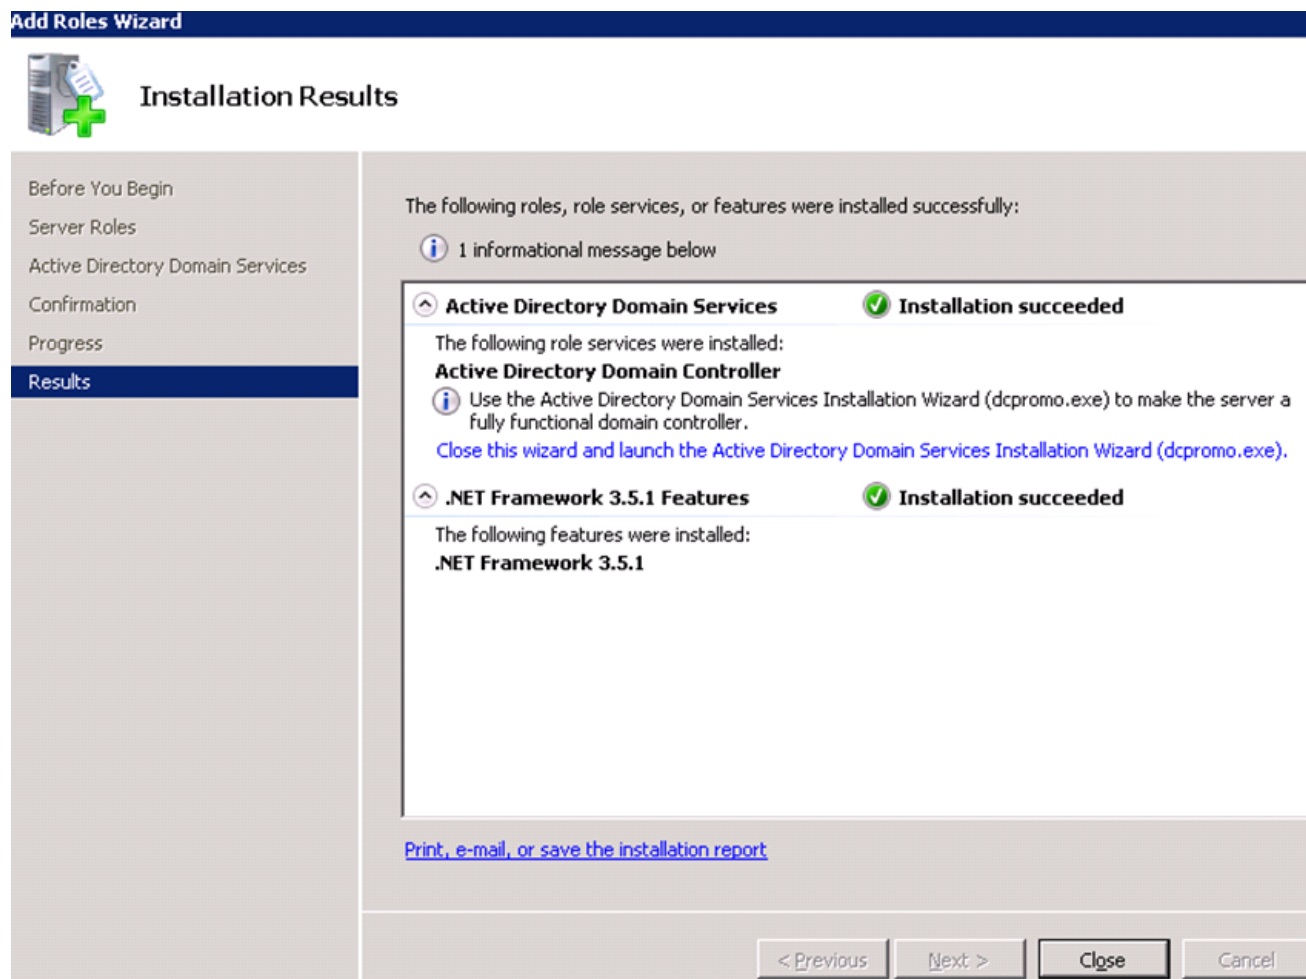 Add Roles Wizard
Installation Results
Before You Begin
Server Roles
Active Directory Domain Services
Confirmation
Progress
Results
The following roles, role services, or features were installed successfully:
1 informational message below
Active Directory Domain Services Installation succeeded
The following role services were installed:
Active Directory Domain Controller
Use the Active Directory Domain Services Installation Wizard (dcpromo.exe) to make the server a
fully functional domain controller.
Close this wizard and launch the Active Directory Domain Services Installation Wizard (dcpromo.exe).
.NET Framework 3.5.1 Features Installation succeeded
The following features were installed:
.NET Framework 3.5.1
Print, e-mail, or save the installation report
< Previous Next > Close Cancel